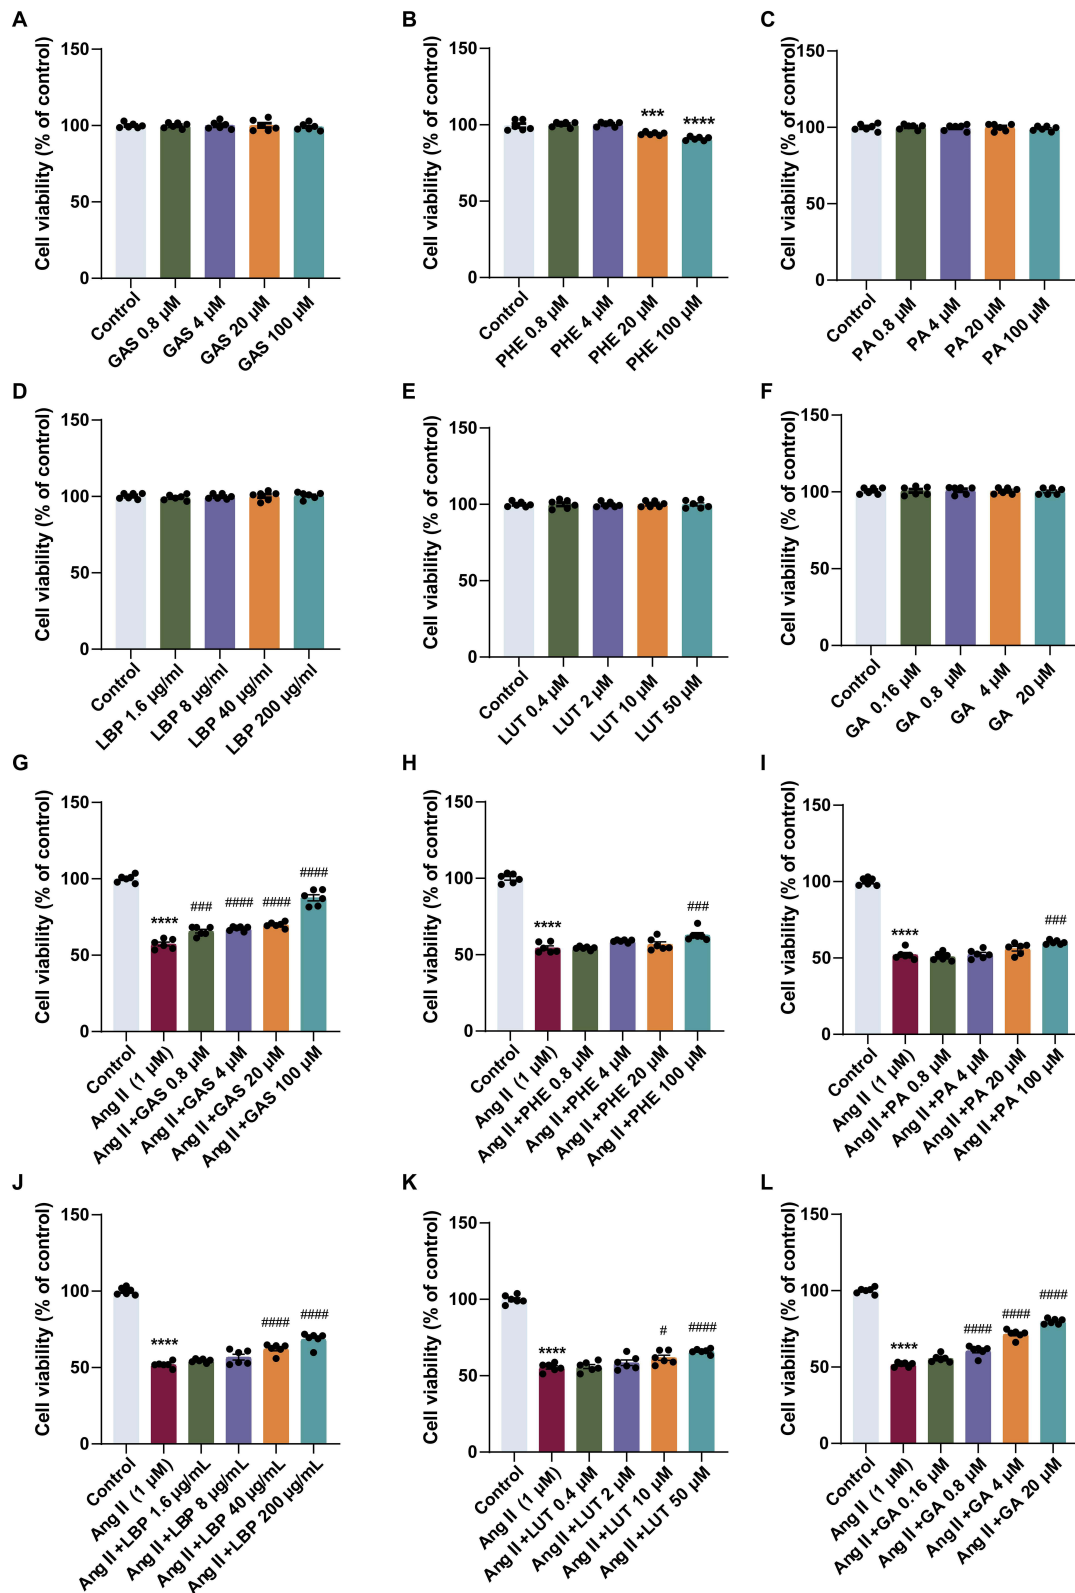 A
Cell viability (% of control)
150
100
50
0
Control
GAS 0.8 µM
GAS 4 µM
GAS 20 µM
GAS 100 µM
B
Cell viability (% of control)
150
100
50
0
***
****
Control
PHE 0.8 µM
PHE 4 µM
PHE 20 µM
PHE 100 µM
C
Cell viability (% of control)
150
100
50
0
Control
PA 0.8 µM
PA 4 µM
PA 20 µM
PA 100 µM
D
Cell viability (% of control)
150
100
50
0
Control
LBP 1.6 µg/ml
LBP 8 µg/ml
LBP 40 µg/ml
LBP 200 µg/ml
E
Cell viability (% of control)
150
100
50
0
Control
LUT 0.4 µM
LUT 2 µM
LUT 10 µM
LUT 50 µM
F
Cell viability (% of control)
150
100
50
0
Control
GA 0.16 µM
GA 0.8 µM
GA 4 µM
GA 20 µM
G
Cell viability (% of control)
150
100
50
0
****
###
####
####
####
Control
Ang II (1 µM)
Ang II +GAS 0.8 µM
Ang II +GAS 4 µM
Ang II +GAS 20 µM
Ang II +GAS 100 µM
H
Cell viability (% of control)
150
100
50
0
****
###
Control
Ang II (1 µM)
Ang II +PHE 0.8 µM
Ang II +PHE 4 µM
Ang II +PHE 20 µM
Ang II +PHE 100 µM
I
Cell viability (% of control)
150
100
50
0
****
###
Control
Ang II (1 µM)
Ang II +PA 0.8 µM
Ang II +PA 4 µM
Ang II +PA 20 µM
Ang II +PA 100 µM
J
Cell viability (% of control)
150
100
50
0
****
####
####
Control
Ang II (1 µM)
Ang II +LBP 1.6 µg/mL
Ang II +LBP 8 µg/mL
Ang II +LBP 40 µg/mL
Ang II +LBP 200 µg/mL
K
Cell viability (% of control)
150
100
50
0
****
#
####
Control
Ang II (1 µM)
Ang II +LUT 0.4 µM
Ang II +LUT 2 µM
Ang II +LUT 10 µM
Ang II +LUT 50 µM
L
Cell viability (% of control)
150
100
50
0
****
####
####
####
Control
Ang II (1 µM)
Ang II +GA 0.16 µM
Ang II +GA 0.8 µM
Ang II +GA 4 µM
Ang II +GA 20 µM